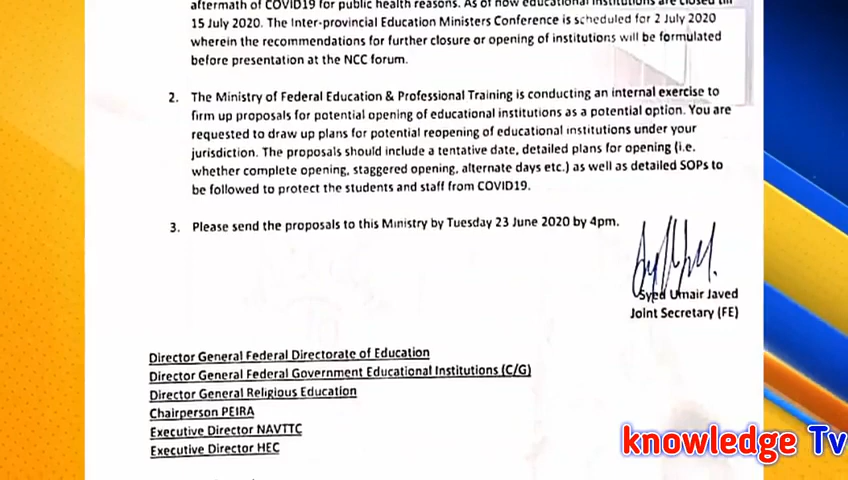 aftermath of COVID19 for public health reasons. As of now educational institutions are closed till
15 July 2020. The Inter-provincial Education Ministers Conference is scheduled for 2 July 2020
wherein the recommendations for further closure or opening of institutions will be formulated
before presentation at the NCC forum.
2. The Ministry of Federal Education & Professional Training is conducting an internal exercise to
firm up proposals for potential opening of educational institutions as a potential option. You are
requested to draw up plans for potential reopening of educational institutions under your
jurisdiction. The proposals should include a tentative date, detailed plans for opening (i.e.
whether complete opening, staggered opening, alternate days etc.) as well as detailed SOPs to
be followed to protect the students and staff from COVID19.
3. Please send the proposals to this Ministry by Tuesday 23 June 2020 by 4pm.
Syed Umair Javed
Joint Secretary (FE)
Director General Federal Directorate of Education
Director General Federal Government Educational Institutions (C/G)
Director General Religious Education
Chairperson PEIRA
Executive Director NAVTTC
Executive Director HEC
knowledge Tv